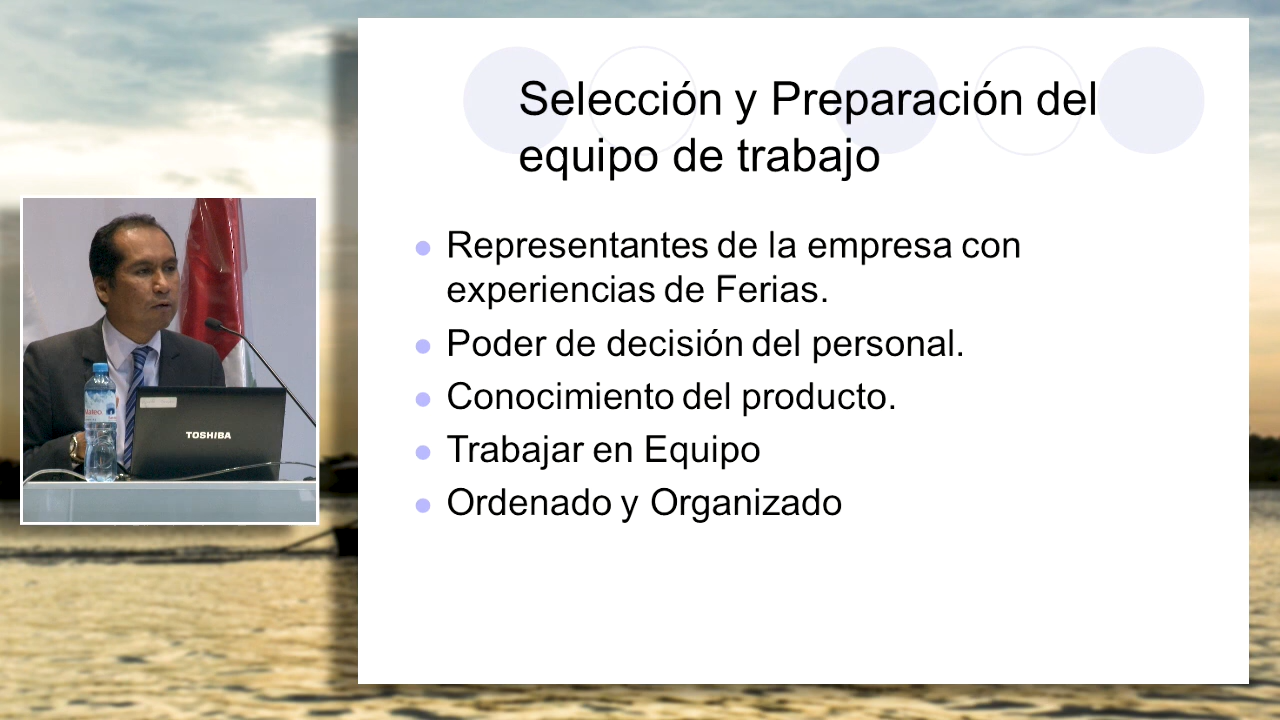 Selección y Preparación del
equipo de trabajo
Representantes de la empresa con
experiencias de Ferias.
Poder de decisión del personal.
Conocimiento del producto.
Trabajar en Equipo
Ordenado y Organizado
TOSHIBA